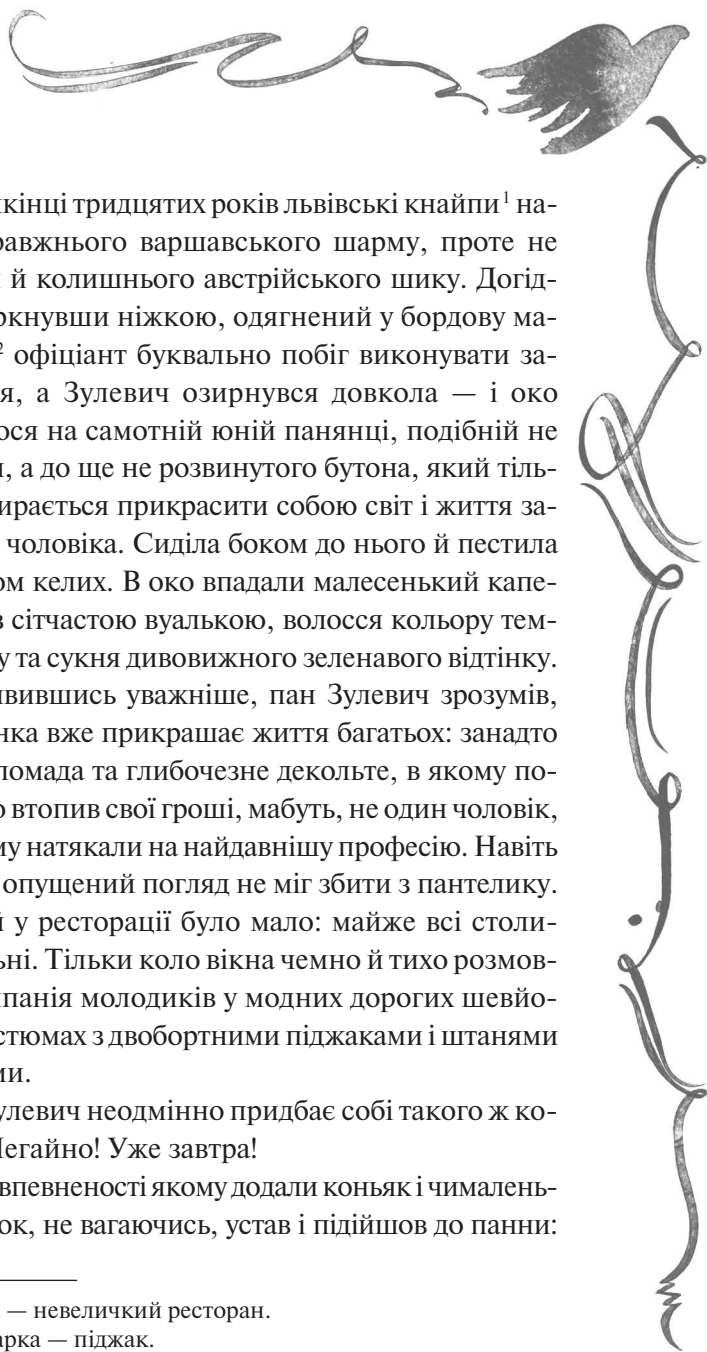 кінці тридцятих років львівські кнайпи¹ на-
равжнього варшавського шарму, проте не
й колишнього австрійського шику. Догід-
ркнувши ніжкою, одягнений у бордову ма-
² офіціант буквально побіг виконувати за-
я, а Зулевич озирнувся довкола — і око
лося на самотній юній панянці, подібній не
и, а до ще не розвинутого бутона, який тіль-
бирається прикрасити собою світ і життя за-
чоловіка. Сиділа боком до нього й пестила
ом келих. В око впадали малесенький капе-
в сітчастою вуалькою, волосся кольору тем-
у та сукня дивовижного зеленавого відтінку.
ивившись уважніше, пан Зулевич зрозумів,
нка вже прикрашає життя багатьох: занадто
помада та глибочезне декольте, в якому по-
о втопив свої гроші, мабуть, не один чоловік,
му натякали на найдавнішу професію. Навіть
опущений погляд не міг збити з пантелику.
й у ресторації було мало: майже всі столи-
ьні. Тільки коло вікна чемно й тихо розмов-
мпанія молодиків у модних дорогих шевйо-
остюмах з двобортними піджаками і штанями
ми.
улевич неодмінно придбає собі такого ж ко-
Негайно! Уже завтра!
впевненості якому додали коньяк і чималень-
ок, не вагаючись, устав і підійшов до панни:
— невеличкий ресторан.
арка — піджак.